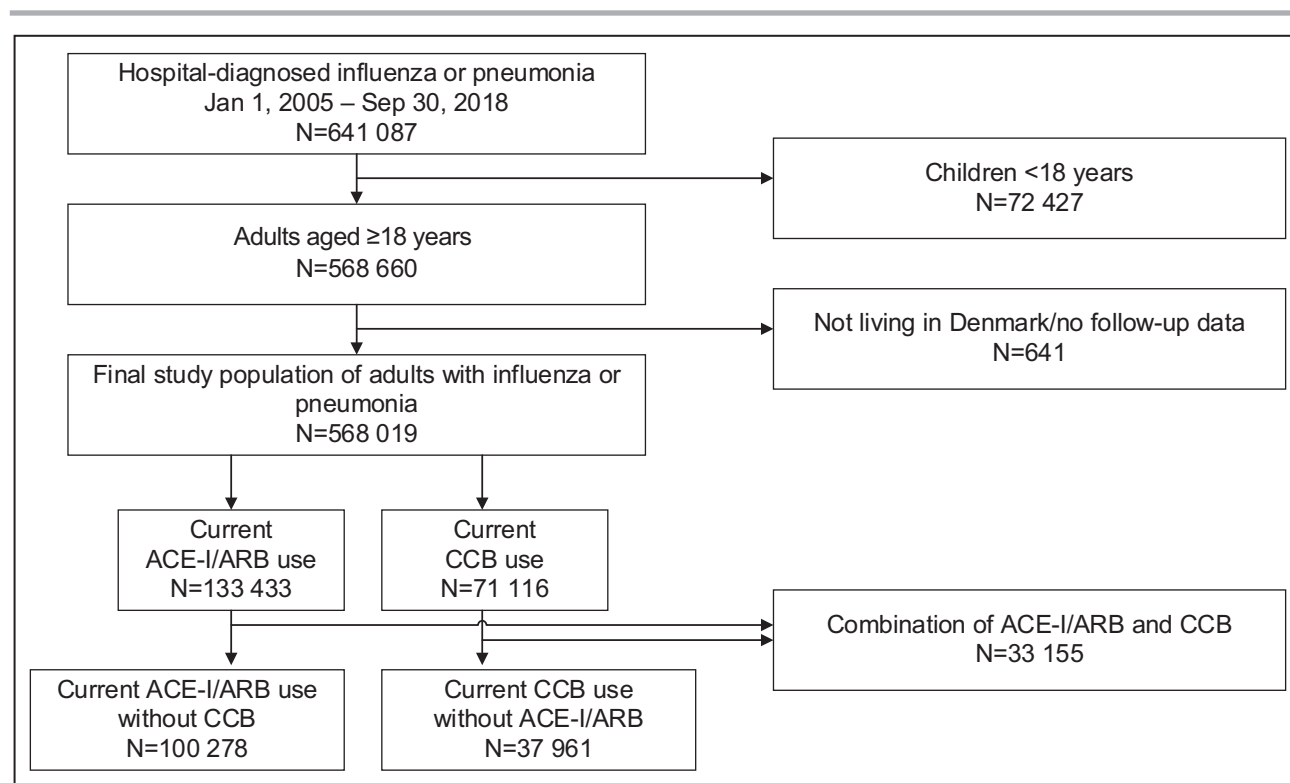 Hospital-diagnosed influenza or pneumonia
Jan 1, 2005 – Sep 30, 2018
N=641 087
Children <18 years
N=72 427
Adults aged ≥18 years
N=568 660
Not living in Denmark/no follow-up data
N=641
Final study population of adults with influenza or
pneumonia
N=568 019
Current
ACE-I/ARB use
N=133 433
Current
CCB use
N=71 116
Combination of ACE-I/ARB and CCB
N=33 155
Current ACE-I/ARB use
without CCB
N=100 278
Current CCB use
without ACE-I/ARB
N=37 961